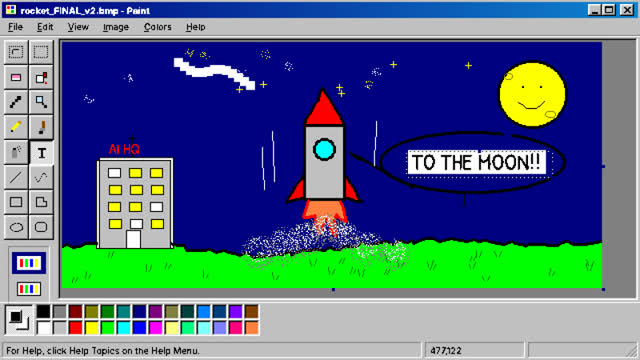 rocket_FINAL_v2.bmp - Paint
File Edit View Image Colors Help
AI HQ
TO THE MOON!!
For Help, click Help Topics on the Help Menu.
477,122